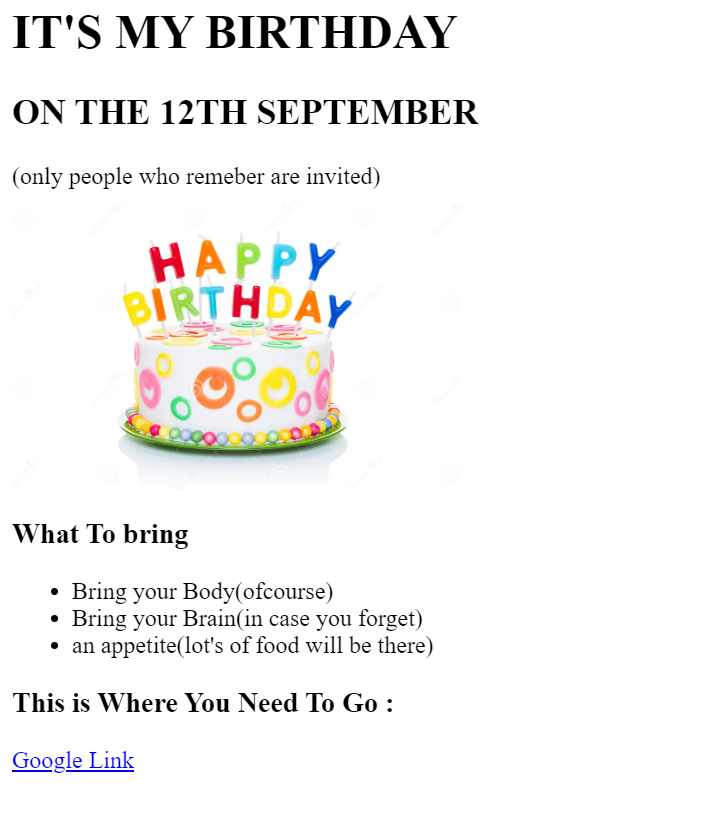 IT'S MY BIRTHDAY
ON THE 12TH SEPTEMBER
(only people who remeber are invited)
HAPPY
BIRTHDAY
What To bring
Bring your Body(ofcourse)
Bring your Brain(in case you forget)
an appetite(lot's of food will be there)
This is Where You Need To Go :
Google Link